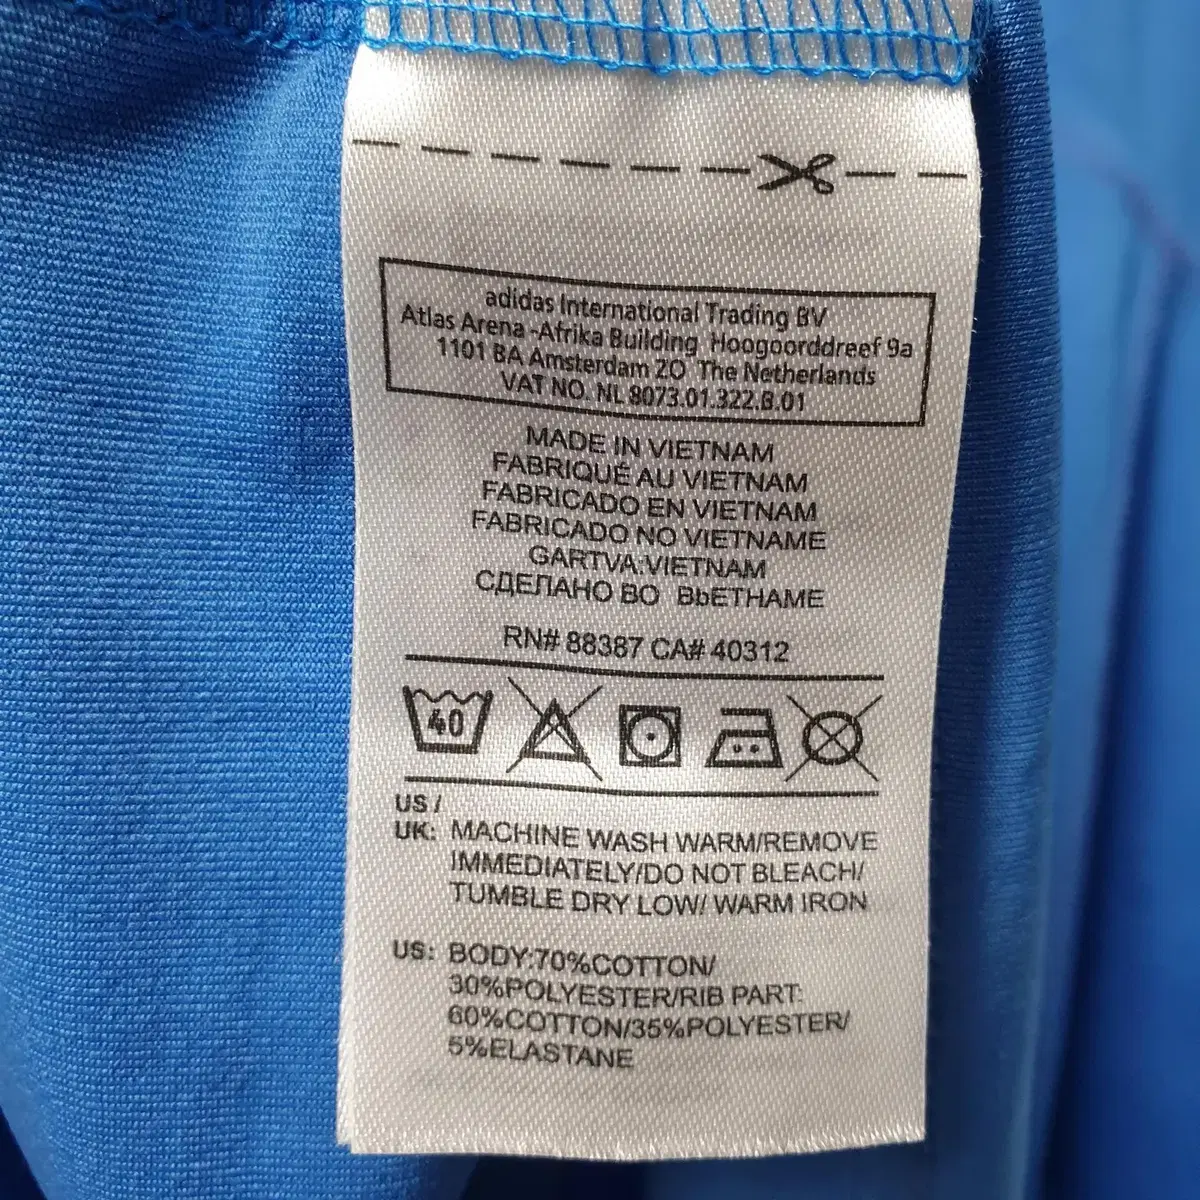 adidas International Trading BV
Atlas Arena -Afrika Building Hoogoorddreef 9a
1101 BA Amsterdam ZO The Netherlands
VAT NO. NL 8073.01.322.B.01
MADE IN VIETNAM
FABRIQUÉ AU VIETNAM
FABRICADO EN VIETNAM
FABRICADO NO VIETNAME
GARTVA:VIETNAM
СДЕЛАНО ВО ВЬЕТНАМЕ
RN# 88387 CA# 40312
40
US /
UK: MACHINE WASH WARM/REMOVE
IMMEDIATELY/DO NOT BLEACH/
TUMBLE DRY LOW/ WARM IRON
US: BODY:70%COTTON/
30%POLYESTER/RIB PART:
60%COTTON/35%POLYESTER/
5%ELASTANE